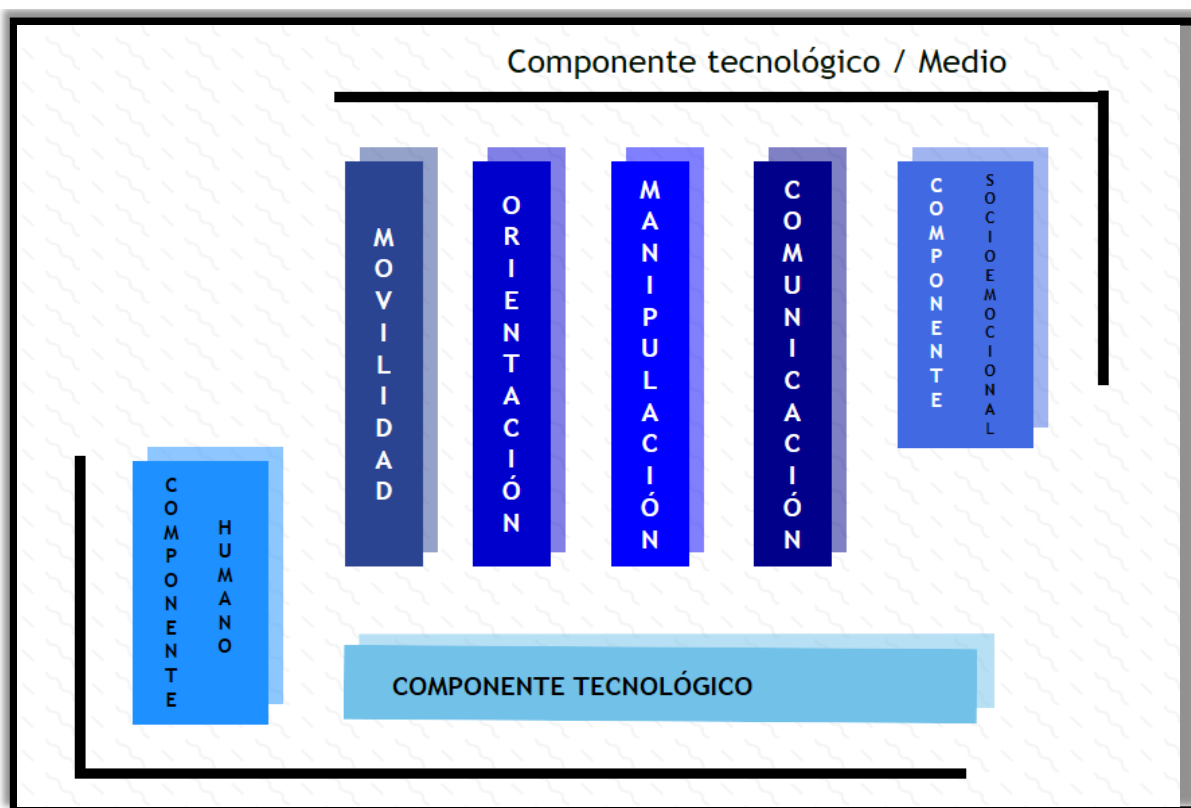 Componente tecnológico / Medio
MOVILIDAD
ORIENTACIÓN
MANIPULACIÓN
COMUNICACIÓN
COMPONENTE
SOCIOEMOCIONAL
COMPONENTE
HUMANO
COMPONENTE TECNOLÓGICO